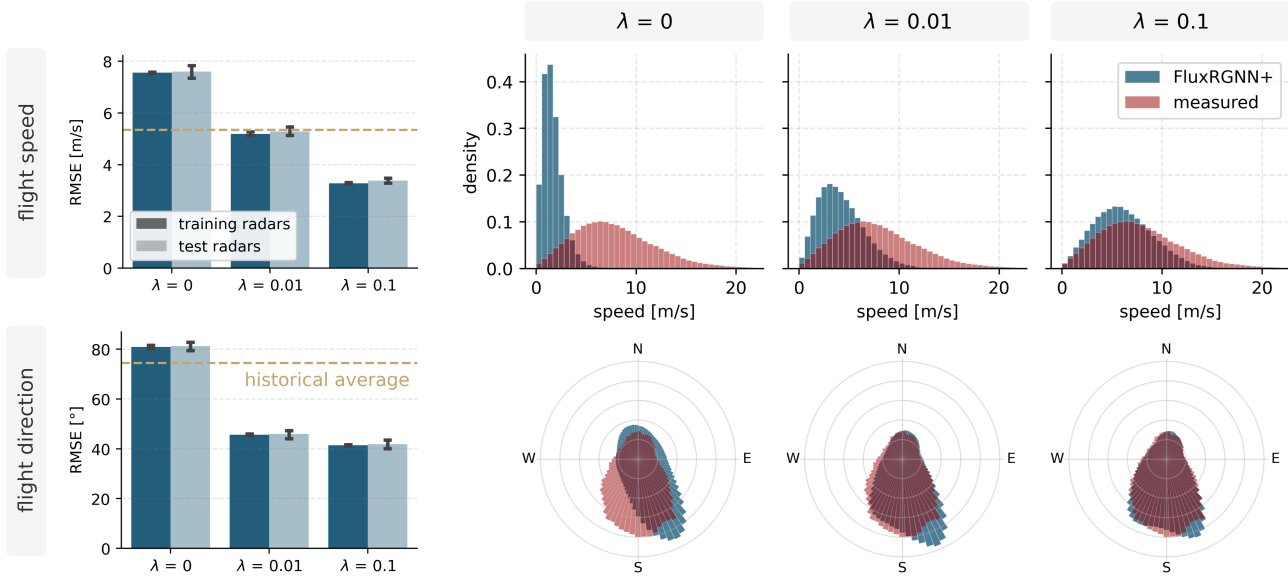 λ = 0
λ = 0.01
λ = 0.1
flight speed
RMSE [m/s]
8
6
4
2
0
training radars
test radars
λ = 0
λ = 0.01
λ = 0.1
density
0.4
0.3
0.2
0.1
0.0
0
10
20
speed [m/s]
0
10
20
speed [m/s]
FluxRGNN+
measured
0
10
20
speed [m/s]
flight direction
RMSE [°]
80
60
40
20
0
historical average
λ = 0
λ = 0.01
λ = 0.1
N
W
E
S
N
W
E
S
N
W
E
S